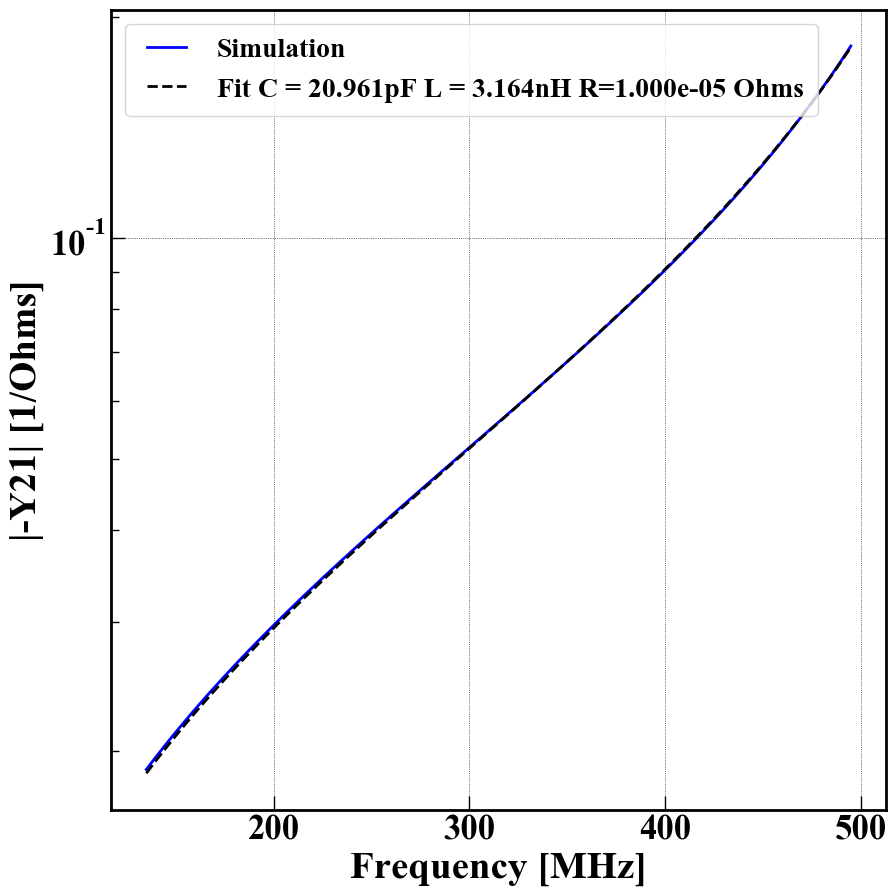 Simulation
Fit C = 20.961pF L = 3.164nH R=1.000e-05 Ohms
10-1
|-Y21| [1/Ohms]
200 300 400 500
Frequency [MHz]